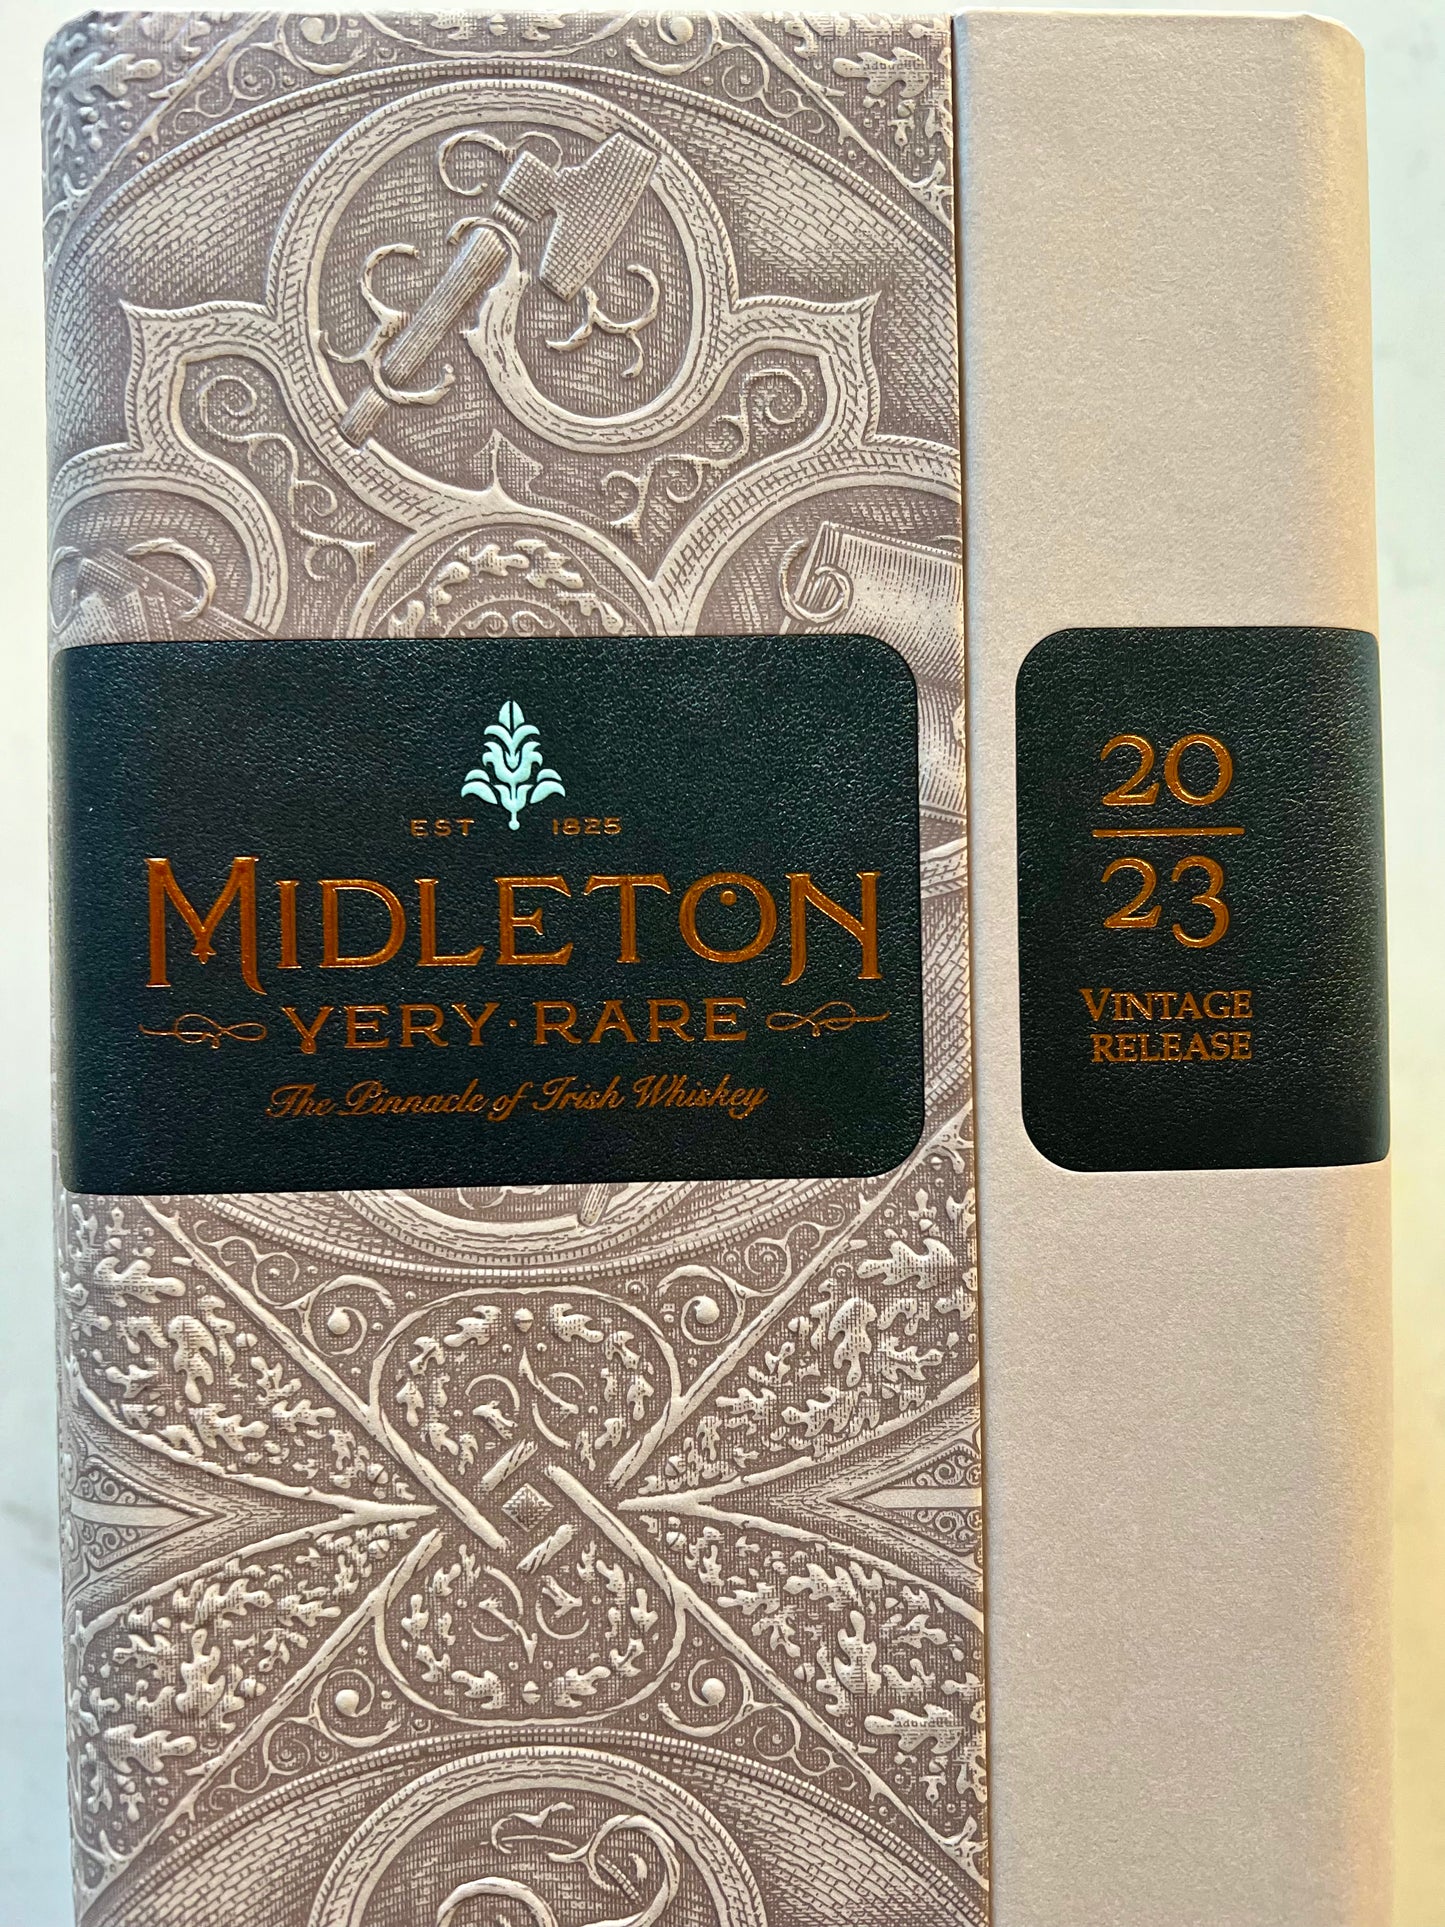 EST 1825
MIDLETON
VERY · RARE
The Pinnacle of Irish Whiskey
20
23
VINTAGE
RELEASE